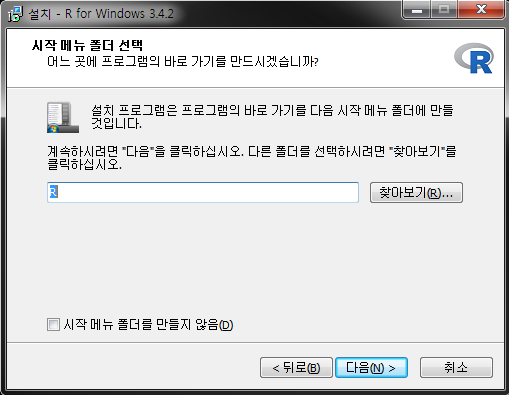 설치 - R for Windows 3.4.2
시작 메뉴 폴더 선택
어느 곳에 프로그램의 바로 가기를 만드시겠습니까?
R
설치 프로그램은 프로그램의 바로 가기를 다음 시작 메뉴 폴더에 만들
것입니다.
계속하시려면 "다음"을 클릭하십시오. 다른 폴더를 선택하시려면 "찾아보기"를
클릭하십시오.
R
찾아보기(R)...
시작 메뉴 폴더를 만들지 않음(D)
< 뒤로(B)
다음(N) >
취소